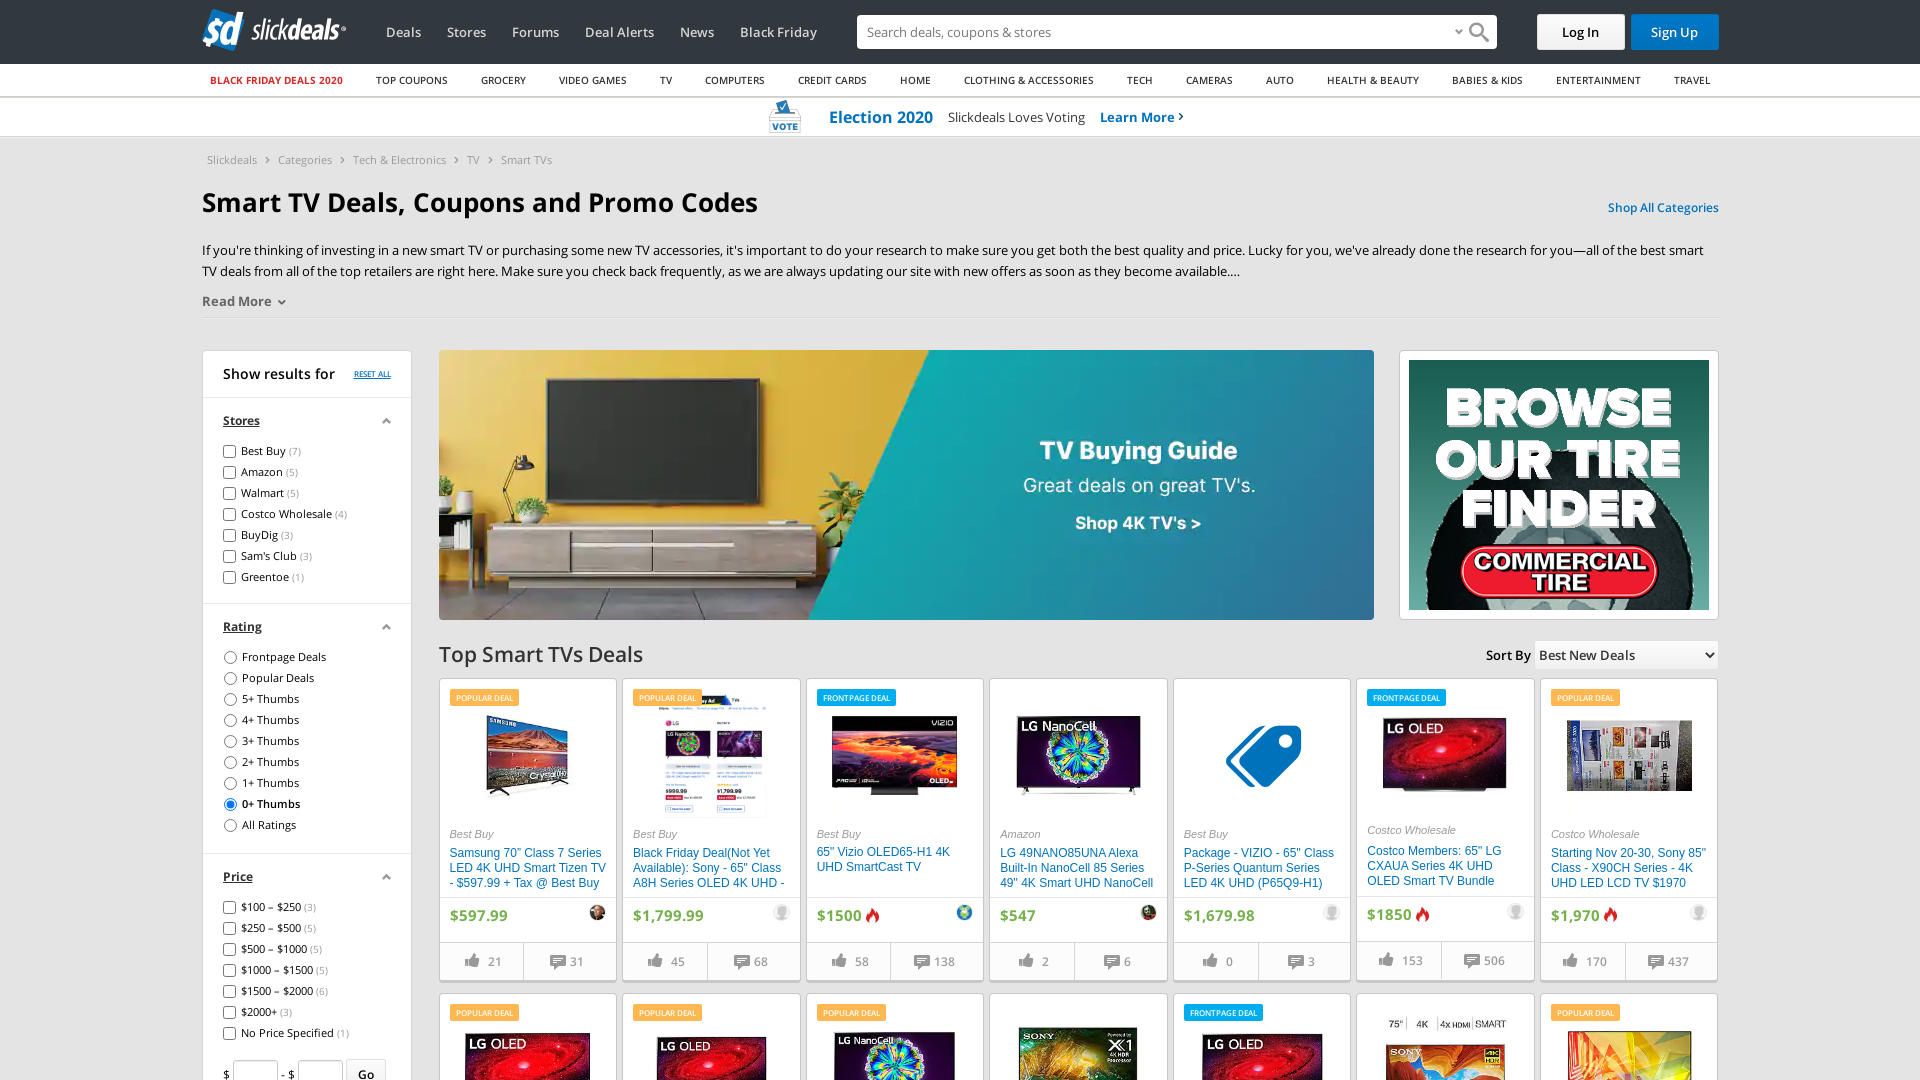 sd slickdeals
Deals
Stores
Forums
Deal Alerts
News
Black Friday
Search deals, coupons & stores
Log In
Sign Up
BLACK FRIDAY DEALS 2020
TOP COUPONS
GROCERY
VIDEO GAMES
TV
COMPUTERS
CREDIT CARDS
HOME
CLOTHING & ACCESSORIES
TECH
CAMERAS
AUTO
HEALTH & BEAUTY
BABIES & KIDS
ENTERTAINMENT
TRAVEL
VOTE
Election 2020
Slickdeals Loves Voting
Learn More
Slickdeals
Categories
Tech & Electronics
TV
Smart TVs
Smart TV Deals, Coupons and Promo Codes
Shop All Categories
If you're thinking of investing in a new smart TV or purchasing some new TV accessories, it's important to do your research to make sure you get both the best quality and price. Lucky for you, we've already done the research for you—all of the best smart
TV deals from all of the top retailers are right here. Make sure you check back frequently, as we are always updating our site with new offers as soon as they become available.…
Read More
Show results for
RESET ALL
Stores
Best Buy (7)
Amazon (5)
Walmart (5)
Costco Wholesale (4)
BuyDig (3)
Sam's Club (3)
Greentoe (1)
Rating
Frontpage Deals
Popular Deals
5+ Thumbs
4+ Thumbs
3+ Thumbs
2+ Thumbs
1+ Thumbs
0+ Thumbs
All Ratings
Price
$100 – $250 (3)
$250 – $500 (5)
$500 – $1000 (5)
$1000 – $1500 (5)
$1500 – $2000 (6)
$2000+ (3)
No Price Specified (1)
$ - $ Go
TV Buying Guide
Great deals on great TV's.
Shop 4K TV's >
BROWSE
OUR TIRE
FINDER
COMMERCIAL
TIRE
Top Smart TVs Deals
Sort By Best New Deals
POPULAR DEAL
SAMSUNG
Crystal UHD
Best Buy
Samsung 70” Class 7 Series
LED 4K UHD Smart Tizen TV
- $597.99 + Tax @ Best Buy
$597.99
21
31
POPULAR DEAL
LG
$999.99
$1,799.99
Best Buy
Black Friday Deal(Not Yet
Available): Sony - 65" Class
A8H Series OLED 4K UHD -
$1,799.99
45
68
FRONTPAGE DEAL
VIZIO
OLED
Best Buy
65" Vizio OLED65-H1 4K
UHD SmartCast TV
$1500
58
138
LG NanoCell
Amazon
LG 49NANO85UNA Alexa
Built-In NanoCell 85 Series
49" 4K Smart UHD NanoCell
$547
2
6
Best Buy
Package - VIZIO - 65" Class
P-Series Quantum Series
LED 4K UHD (P65Q9-H1)
$1,679.98
0
3
FRONTPAGE DEAL
LG OLED
Costco Wholesale
Costco Members: 65" LG
CXAUA Series 4K UHD
OLED Smart TV Bundle
$1850
153
506
POPULAR DEAL
Costco Wholesale
Starting Nov 20-30, Sony 85"
Class - X90CH Series - 4K
UHD LED LCD TV $1970
$1,970
170
437
POPULAR DEAL
LG OLED
POPULAR DEAL
LG OLED
POPULAR DEAL
LG NanoCell
SONY
Powered by
X1
4K HDR
Processor
FRONTPAGE DEAL
LG OLED
75" 4K 4x HDMI SMART
SONY
4K
HDR
POPULAR DEAL